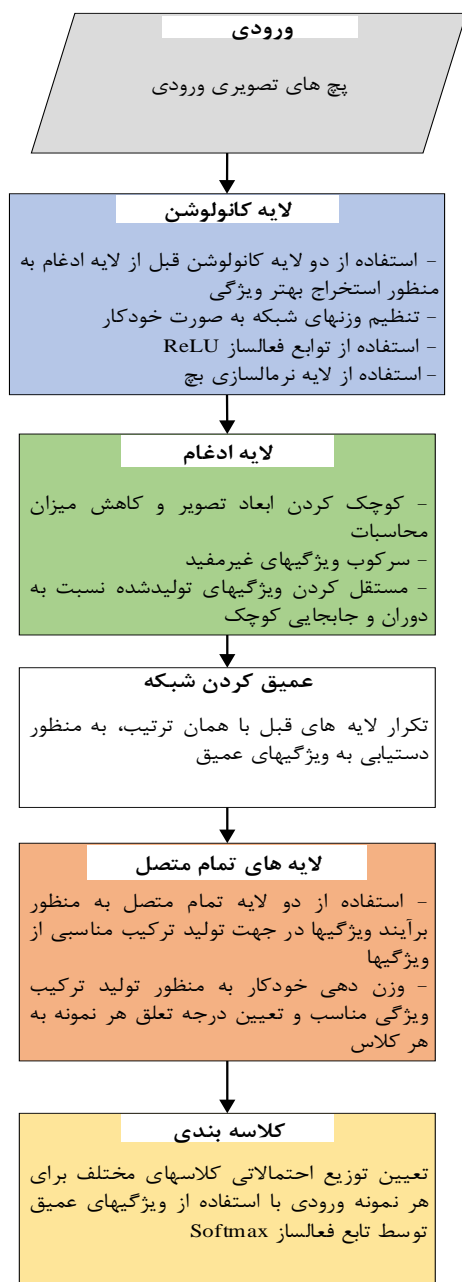 ورودی
پچ های تصویری ورودی
لایه کانولوشن
- استفاده از دو لایه کانولوشن قبل از لایه ادغام به
منظور استخراج بهتر ویژگی
- تنظیم وزنهای شبکه به صورت خودکار
- استفاده از توابع فعالساز ReLU
- استفاده از لایه نرمالسازی بچ
لایه ادغام
- کوچک کردن ابعاد تصویر و کاهش میزان
محاسبات
- سرکوب ویژگیهای غیرمفید
- مستقل کردن ویژگیهای تولیدشده نسبت به
دوران و جابجایی کوچک
عمیق کردن شبکه
تکرار لایه های قبل با همان ترتیب، به منظور
دستیابی به ویژگیهای عمیق
لایه های تمام متصل
- استفاده از دو لایه تمام متصل به منظور
برآیند ویژگیها در جهت تولید ترکیب مناسبی از
ویژگیها
- وزن دهی خودکار به منظور تولید ترکیب
ویژگی مناسب و تعیین درجه تعلق هر نمونه به
هر کلاس
کلاسه بندی
تعیین توزیع احتمالاتی کلاسهای مختلف برای
هر نمونه ورودی با استفاده از ویژگیهای عمیق
توسط تابع فعالساز Softmax